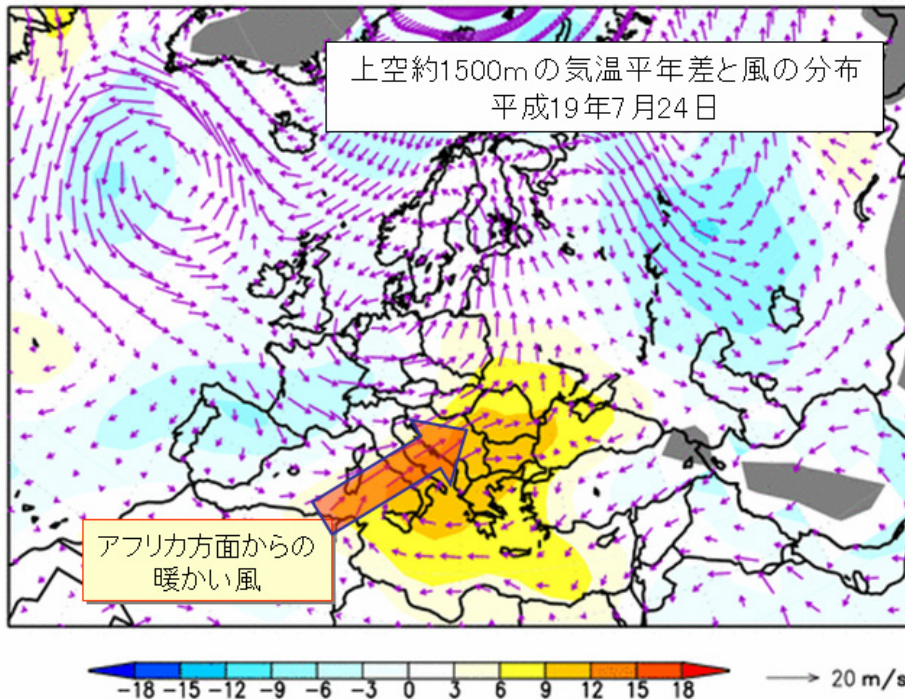 上空約1500mの気温平年差と風の分布
平成19年7月24日
アフリカ方面からの
暖かい風
-18 -15 -12 -9 -6 -3 0 3 6 9 12 15 18
20 m/s